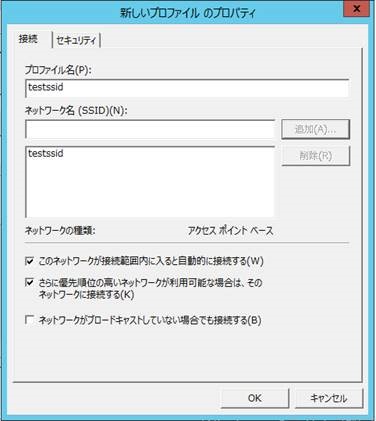 新しいプロファイル のプロパティ
x
接続
セキュリティ
プロファイル名(P):
testssid
ネットワーク名 (SSID)(N):
追加(A)...
testssid
削除(R)
ネットワークの種類:
アクセス ポイント ベース
このネットワークが接続範囲内に入ると自動的に接続する(W)
さらに優先順位の高いネットワークが利用可能な場合は、その
ネットワークに接続する(K)
ネットワークがブロードキャストしていない場合でも接続する(B)
OK
キャンセル